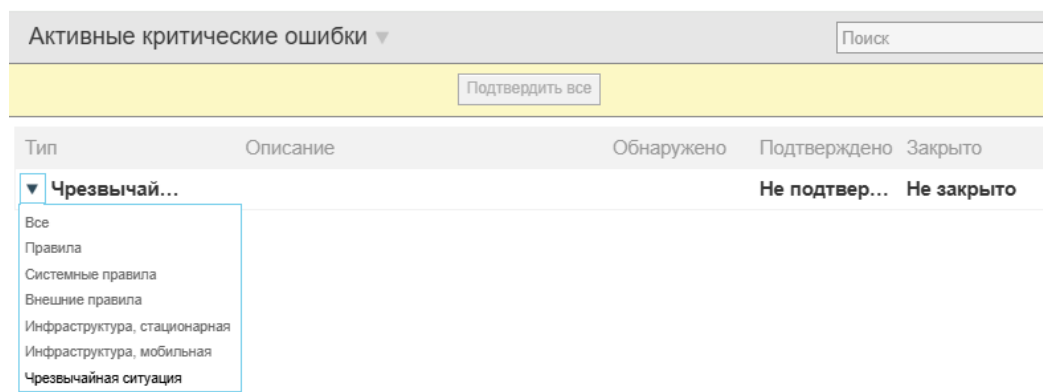 Активные критические ошибки
Поиск
Подтвердить все
Тип Описание Обнаружено Подтверждено Закрыто
Чрезвычай... Не подтвер... Не закрыто
Все
Правила
Системные правила
Внешние правила
Инфраструктура, стационарная
Инфраструктура, мобильная
Чрезвычайная ситуация